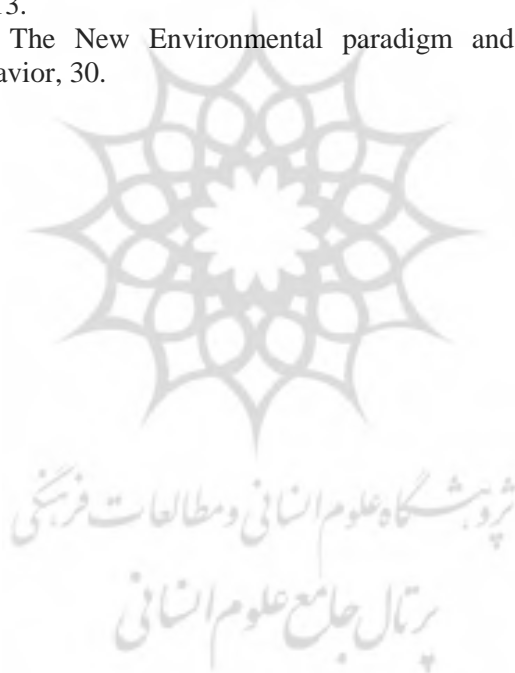 13.
The New Environmental paradigm and
avior, 30.
پژوهشگاه علوم انسانی و مطالعات فرهنگی
پرتال جامع علوم انسانی